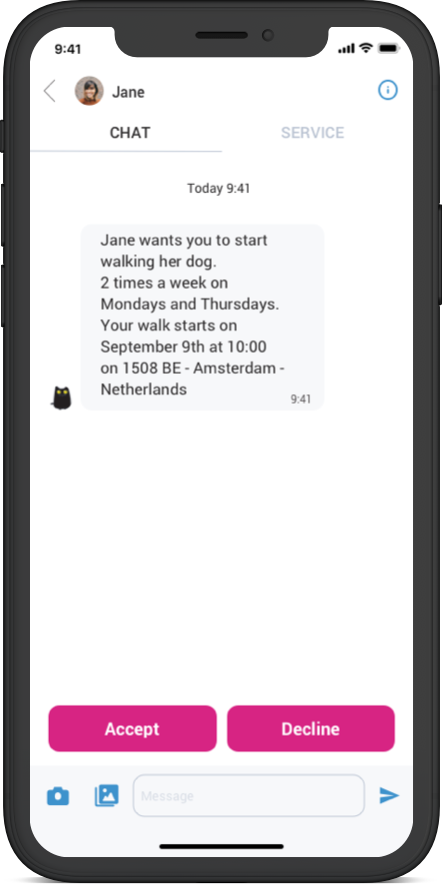 9:41
Jane
CHAT SERVICE
Today 9:41
Jane wants you to start
walking her dog.
2 times a week on
Mondays and Thursdays.
Your walk starts on
September 9th at 10:00
on 1508 BE - Amsterdam -
Netherlands
9:41
Accept Decline
Message